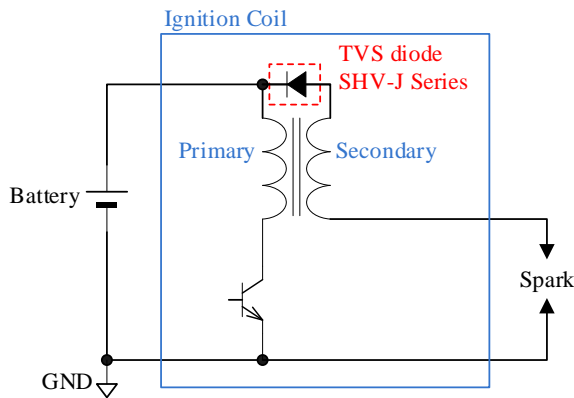 Ignition Coil
TVS diode
SHV-J Series
Primary
Secondary
Battery
Spark
GND